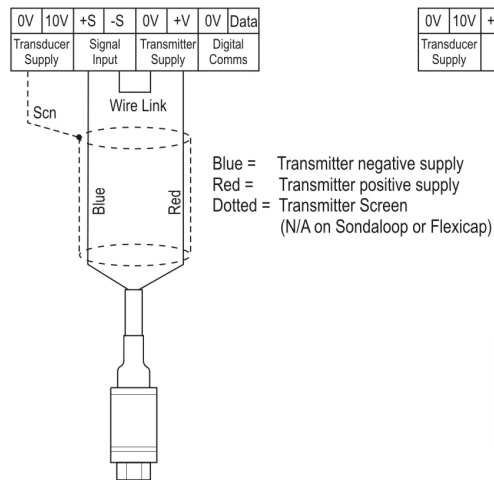 0V 10V +S -S 0V +V 0V Data
Transducer Supply Signal Input Transmitter Supply Digital Comms
Scn
Wire Link
Blue
Red
Blue = Transmitter negative supply
Red = Transmitter positive supply
Dotted = Transmitter Screen
(N/A on Sondaloop or Flexicap)
0V 10V +
Transducer Supply